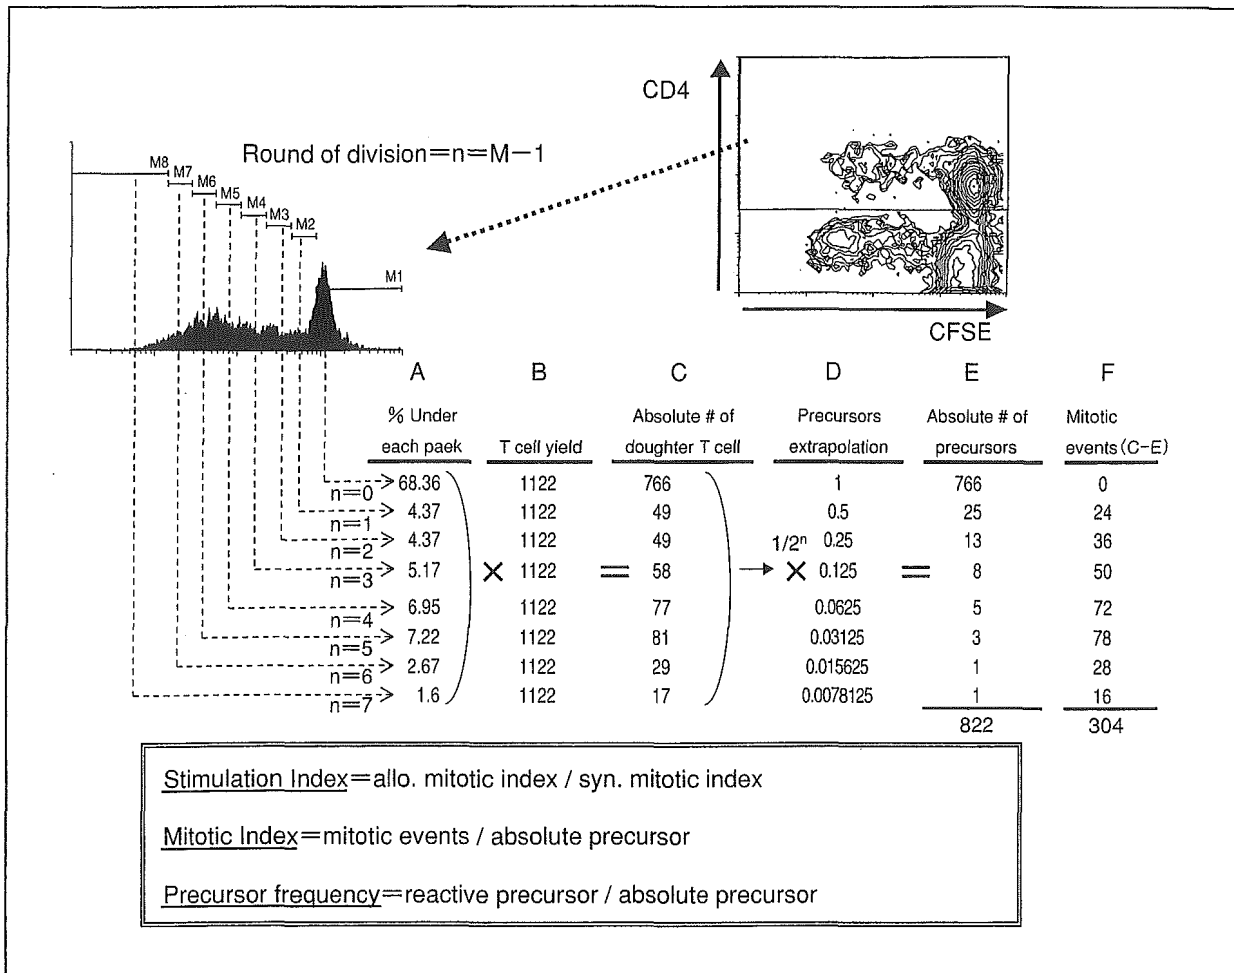 CD4
Round of division=n=M−1
M8
M7
M6
M5
M4
M3
M2
M1
CFSE
A B C D E F
% Under each paek
T cell yield
Absolute # of doughter T cell
Precursors extrapolation
Absolute # of precursors
Mitotic events(C−E)
n=0 68.36 1122 766 1 766 0
n=1 4.37 1122 49 0.5 25 24
n=2 4.37 1122 49 1/2ⁿ 0.25 13 36
n=3 5.17 × 1122 = 58 × 0.125 = 8 50
n=4 6.95 1122 77 0.0625 5 72
n=5 7.22 1122 81 0.03125 3 78
n=6 2.67 1122 29 0.015625 1 28
n=7 1.6 1122 17 0.0078125 1 16
822 304
Stimulation Index=allo. mitotic index / syn. mitotic index
Mitotic Index=mitotic events / absolute precursor
Precursor frequency=reactive precursor / absolute precursor